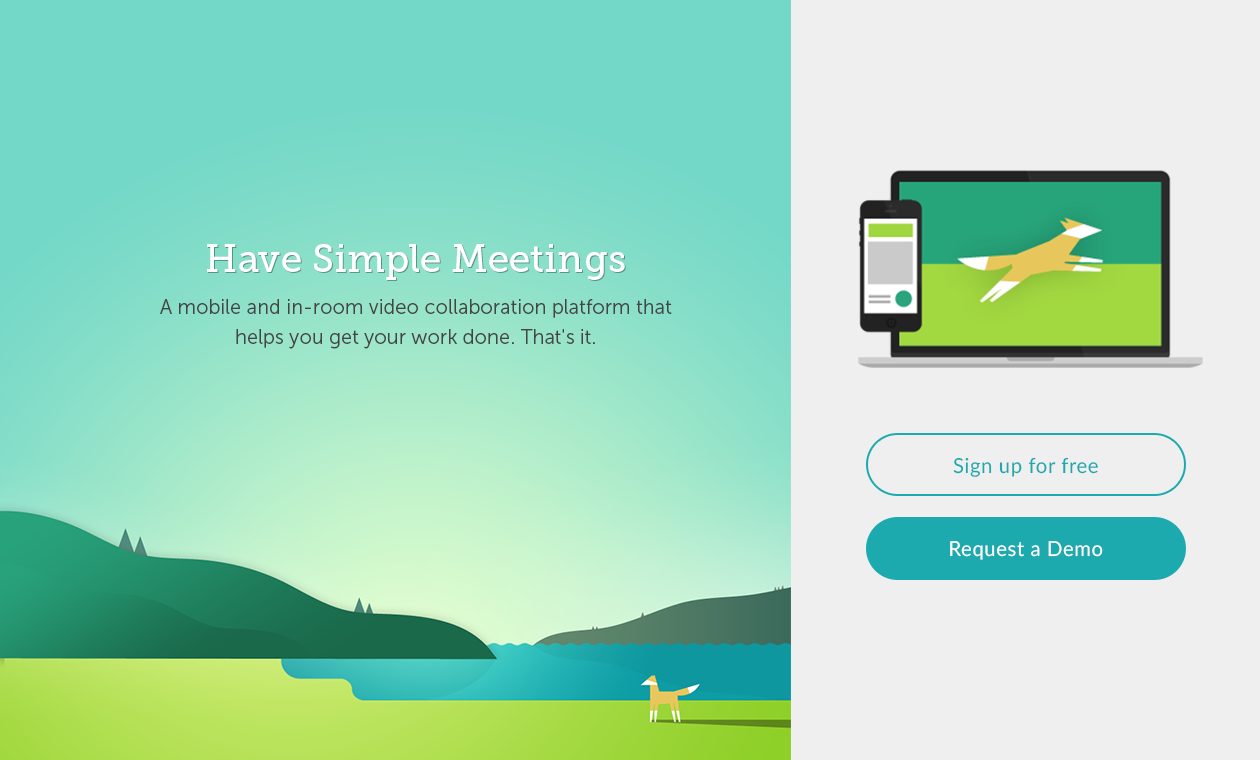 Have Simple Meetings
A mobile and in-room video collaboration platform that
helps you get your work done. That's it.
Sign up for free
Request a Demo